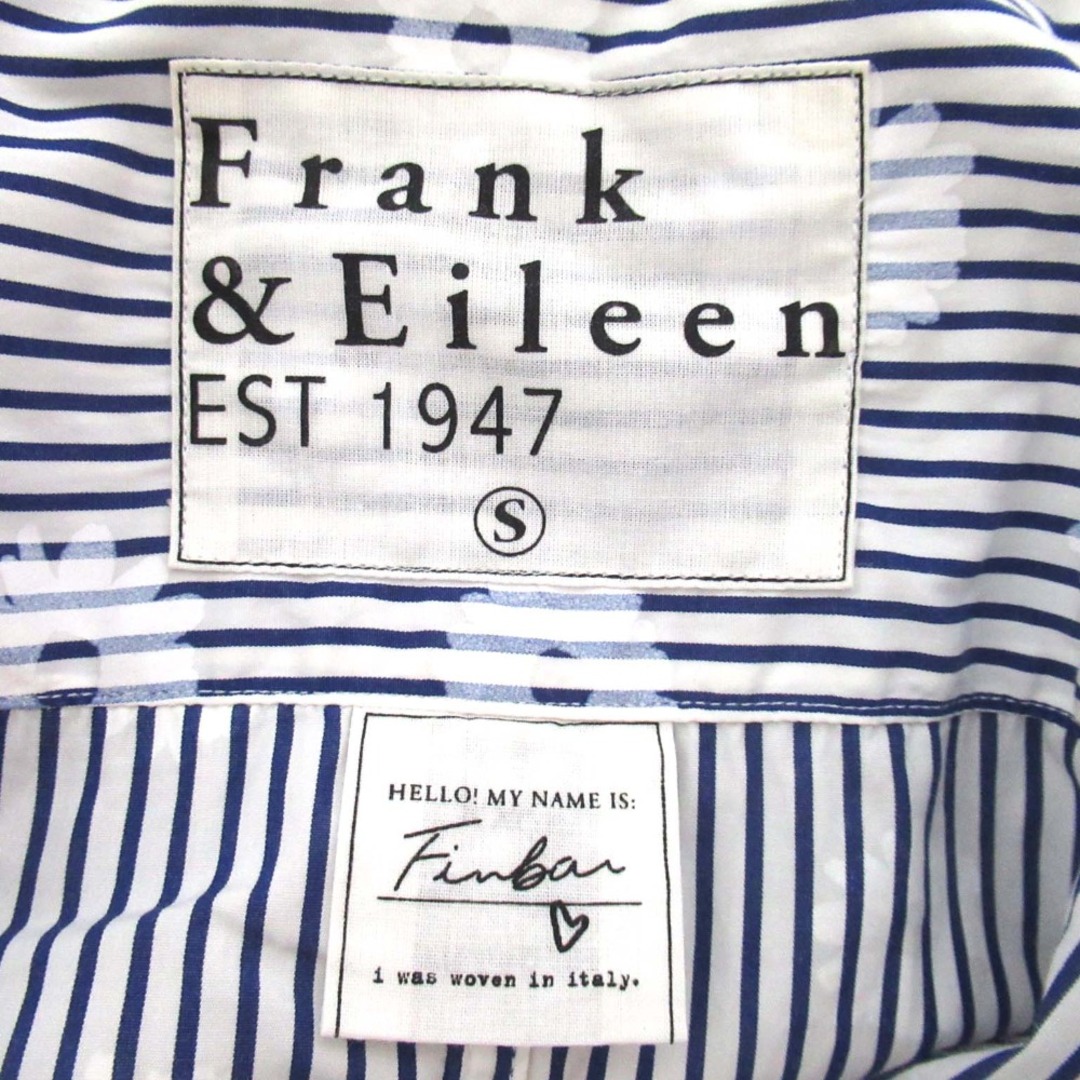 Frank
& Eileen
EST 1947
S
HELLO! MY NAME IS:
Finbar
i was woven in italy.